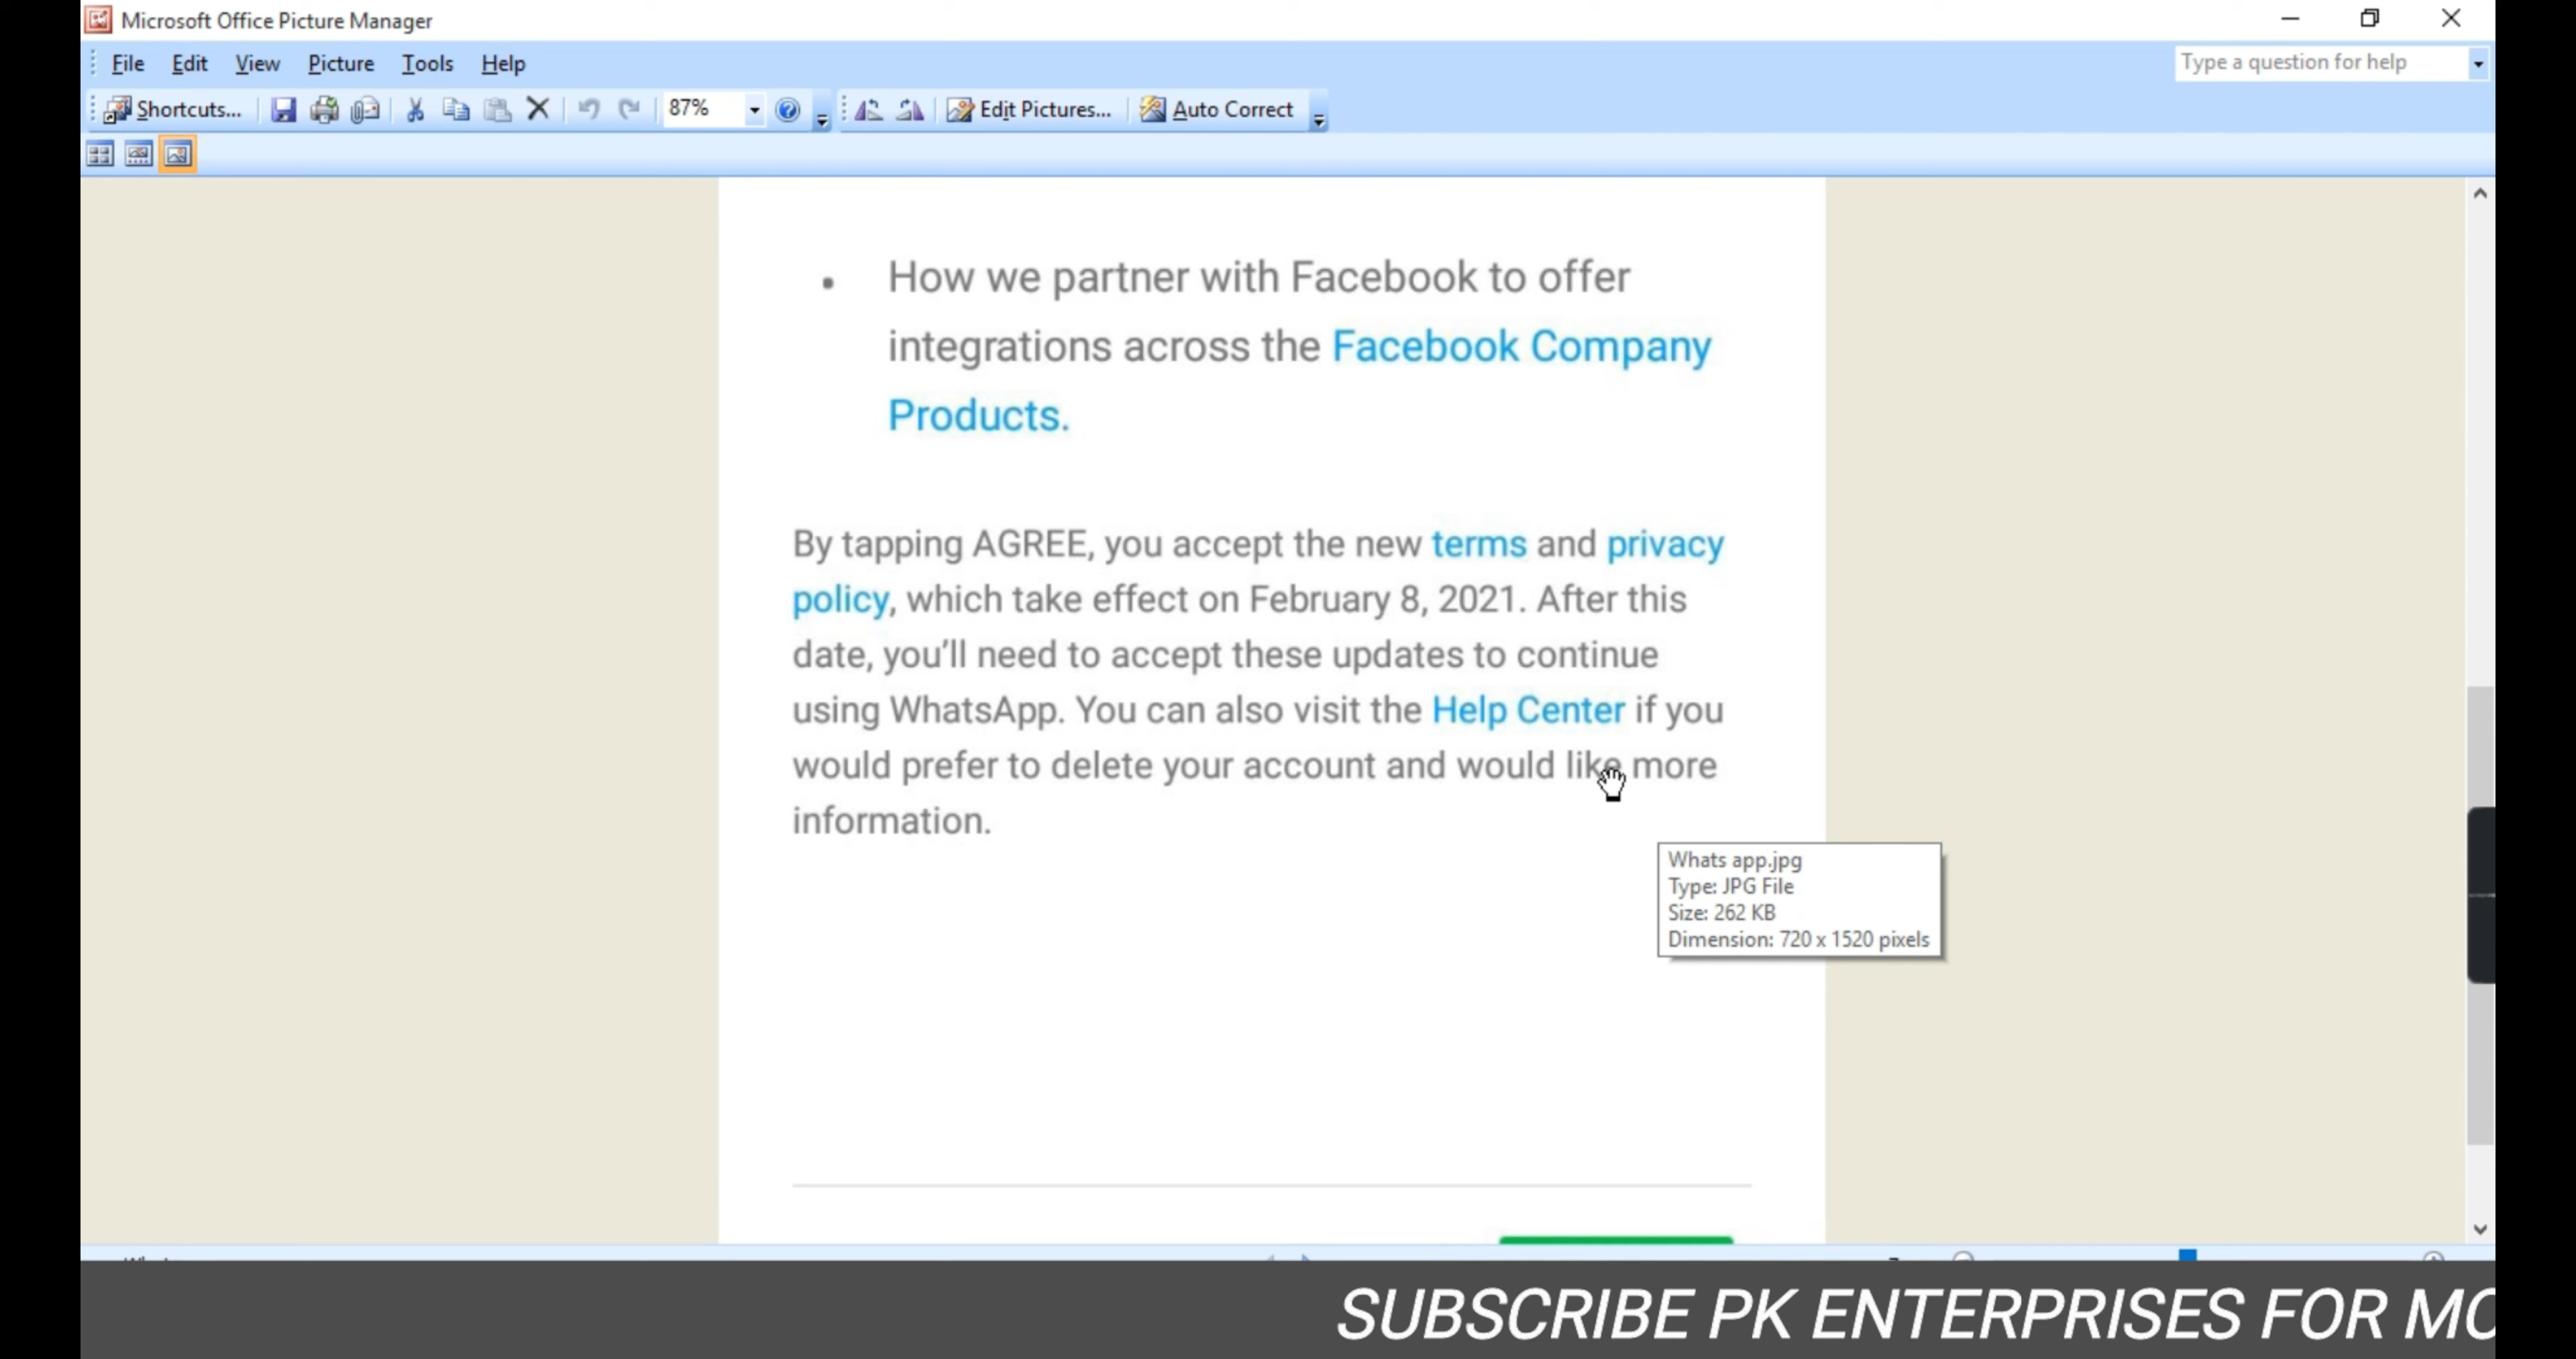 Microsoft Office Picture Manager
File Edit View Picture Tools Help
Type a question for help
Shortcuts... 87% Edit Pictures... Auto Correct
• How we partner with Facebook to offer
integrations across the Facebook Company
Products.
By tapping AGREE, you accept the new terms and privacy
policy, which take effect on February 8, 2021. After this
date, you'll need to accept these updates to continue
using WhatsApp. You can also visit the Help Center if you
would prefer to delete your account and would like more
information.
Whats app.jpg
Type: JPG File
Size: 262 KB
Dimension: 720 x 1520 pixels
SUBSCRIBE PK ENTERPRISES FOR